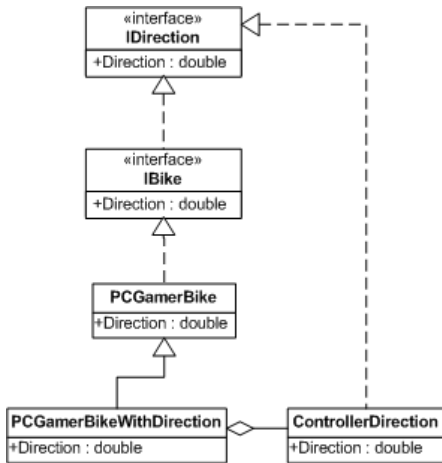 «interface»
IDirection
+Direction : double
«interface»
IBike
+Direction : double
PCGamerBike
+Direction : double
PCGamerBikeWithDirection
+Direction : double
ControllerDirection
+Direction : double